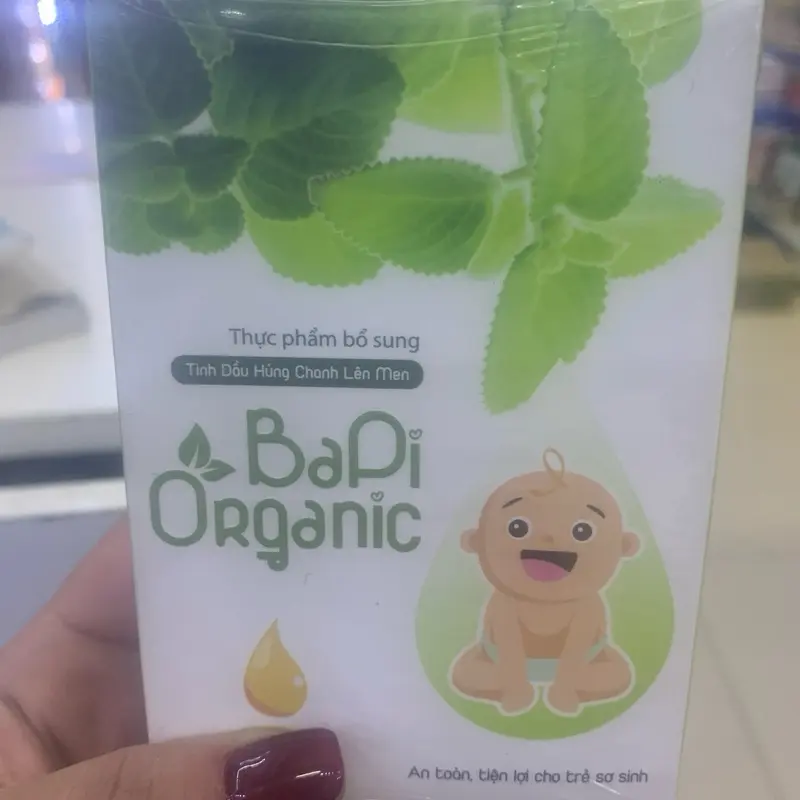 Thực phẩm bổ sung
Tinh Dầu Húng Chanh Lên Men
BaPi
Organic
An toàn, tiện lợi cho trẻ sơ sinh